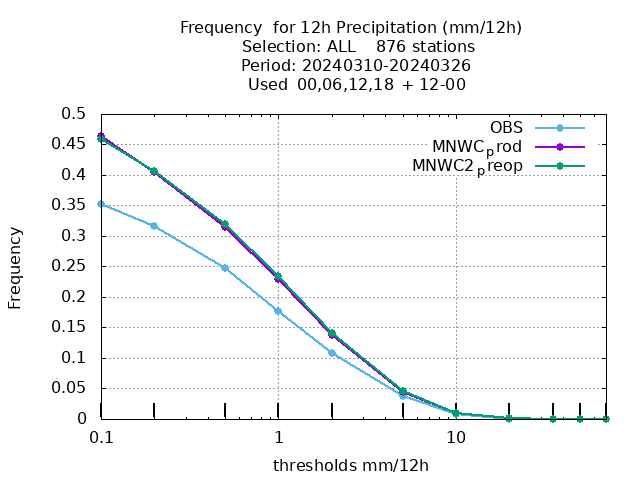 Frequency  for 12h Precipitation (mm/12h)
Selection: ALL    876 stations
Period: 20240310-20240326
Used  00,06,12,18  + 12-00
0.5
0.45
0.4
0.35
0.3
0.25
0.2
0.15
0.1
0.05
0
Frequency
OBS
MNWCprod
MNWC2preop
0.1
1
10
thresholds mm/12h